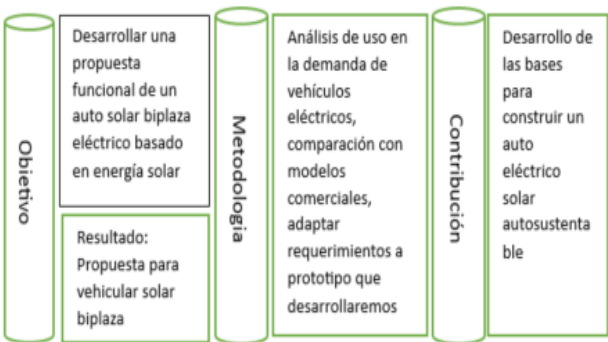 Objetivo
Desarrollar una
propuesta
funcional de un
auto solar biplaza
eléctrico basado
en energía solar
Resultado:
Propuesta para
vehicular solar
biplaza
Metodologia
Análisis de uso en
la demanda de
vehículos
eléctricos,
comparación con
modelos
comerciales,
adaptar
requerimientos a
prototipo que
desarrollaremos
Contribución
Desarrollo de
las bases
para
construir un
auto
eléctrico
solar
autosustenta
ble